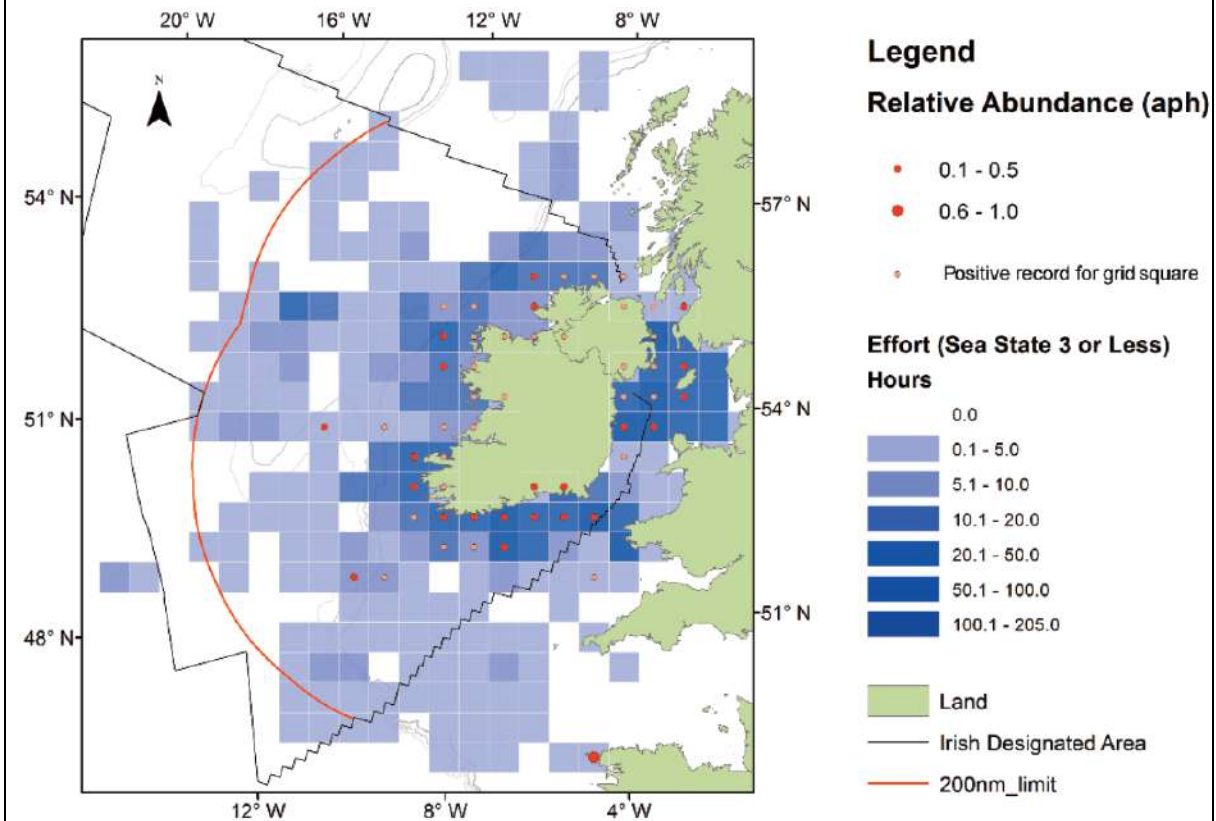 20° W 16° W 12° W 8° W
N
54° N
57° N
51° N
54° N
48° N
51° N
12° W 8° W 4° W
Legend
Relative Abundance (aph)
0.1 - 0.5
0.6 - 1.0
Positive record for grid square
Effort (Sea State 3 or Less)
Hours
0.0
0.1 - 5.0
5.1 - 10.0
10.1 - 20.0
20.1 - 50.0
50.1 - 100.0
100.1 - 205.0
Land
Irish Designated Area
200nm_limit